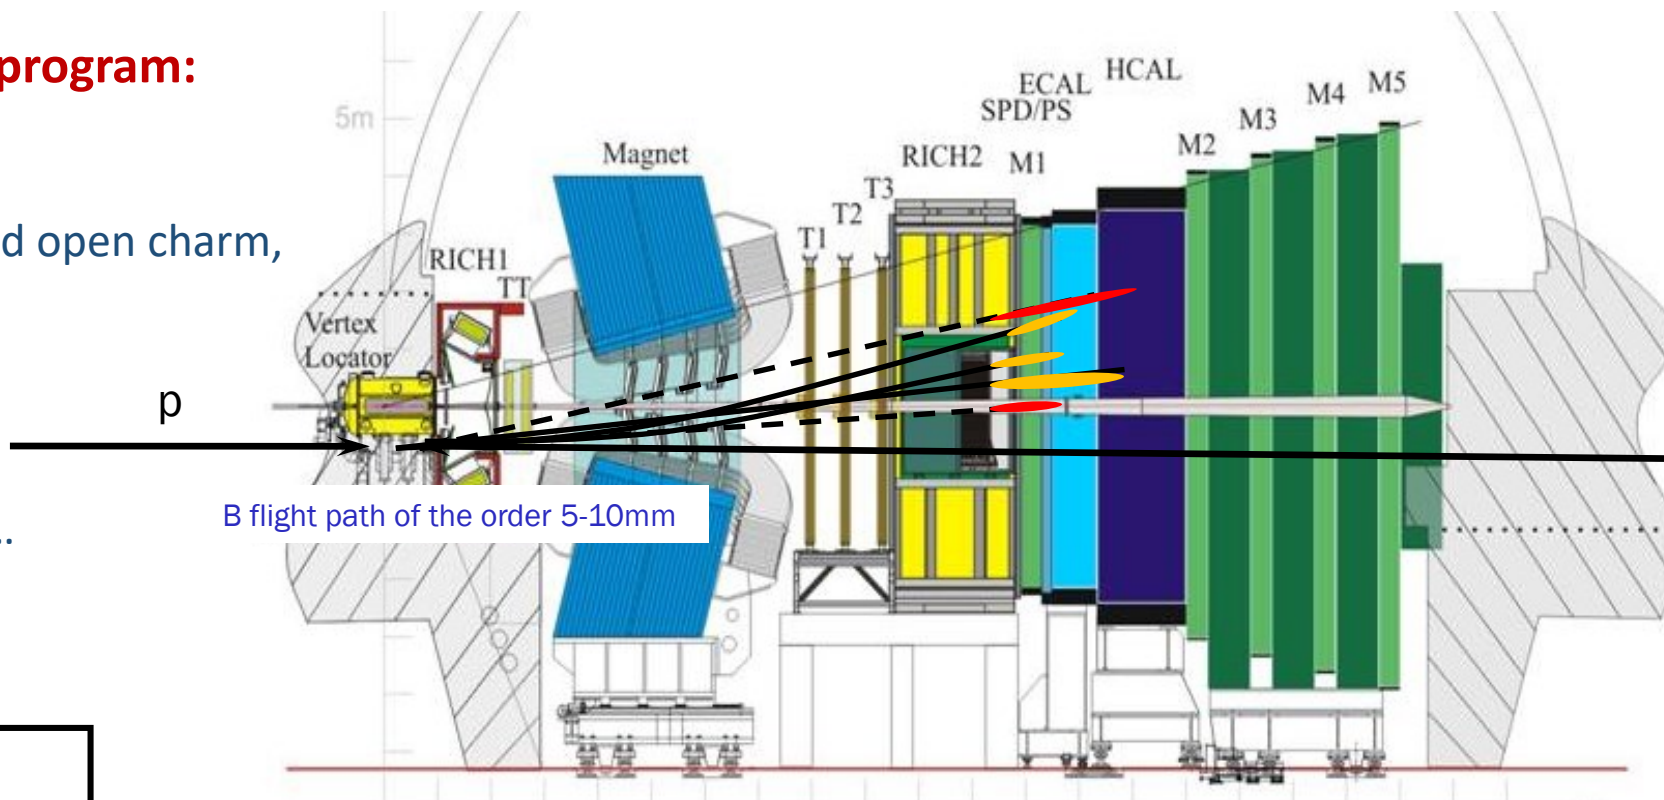 program:
d open charm,
..
5m
Magnet
RICH1
TT
Vertex
Locator
p
B flight path of the order 5-10mm
T1
T2
T3
RICH2
M1
SPD/PS
ECAL
HCAL
M2
M3
M4
M5